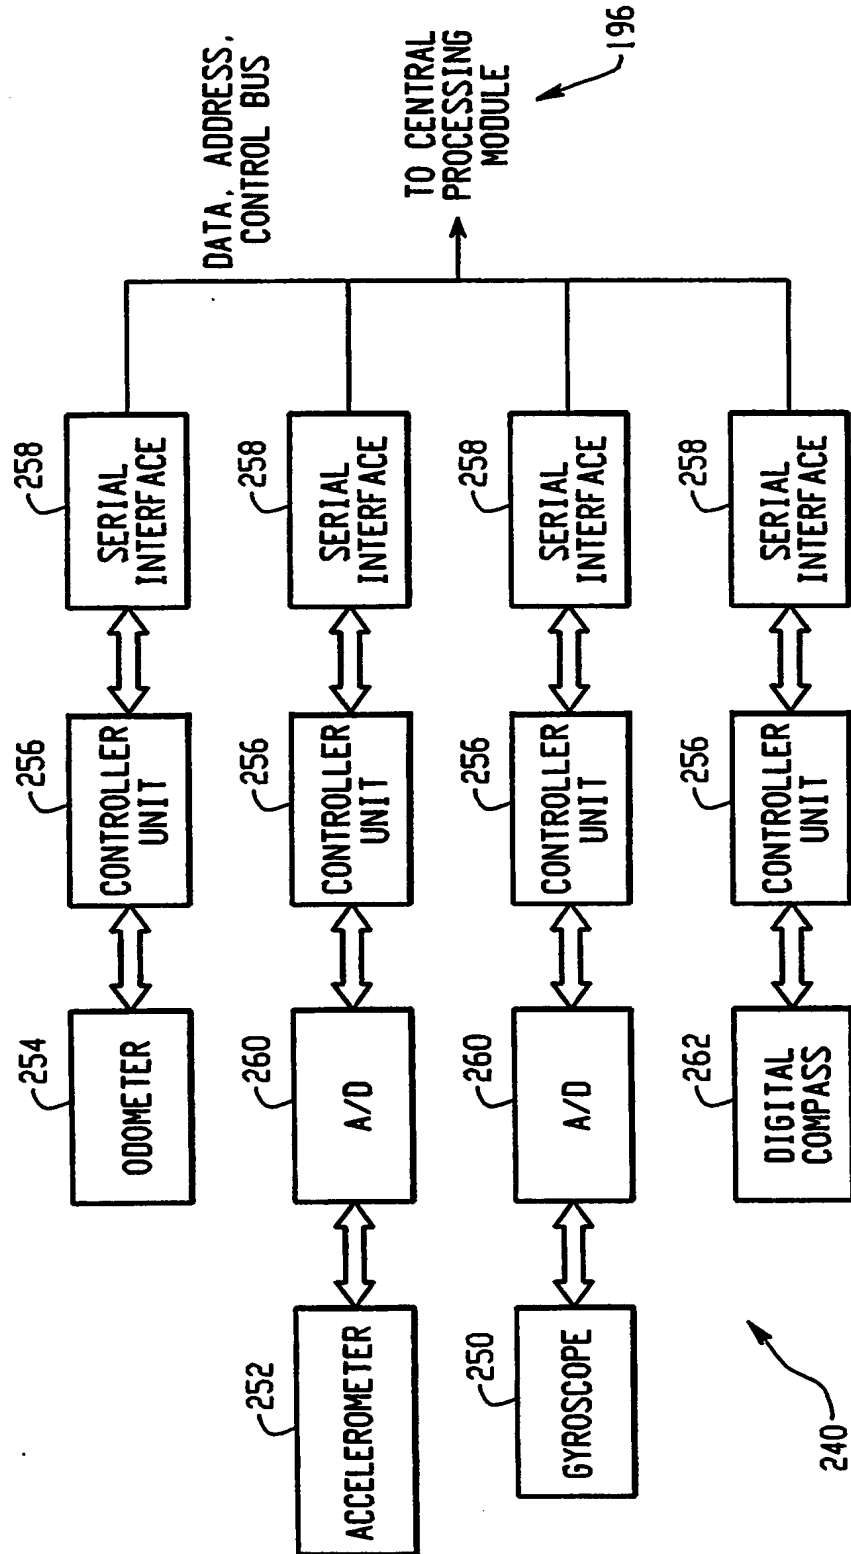 254
ODOMETER
256
CONTROLLER
UNIT
258
SERIAL
INTERFACE
DATA, ADDRESS,
CONTROL BUS
252
ACCELEROMETER
260
A/D
256
CONTROLLER
UNIT
258
SERIAL
INTERFACE
TO CENTRAL
PROCESSING
MODULE
196
250
GYROSCOPE
260
A/D
256
CONTROLLER
UNIT
258
SERIAL
INTERFACE
262
DIGITAL
COMPASS
256
CONTROLLER
UNIT
258
SERIAL
INTERFACE
240